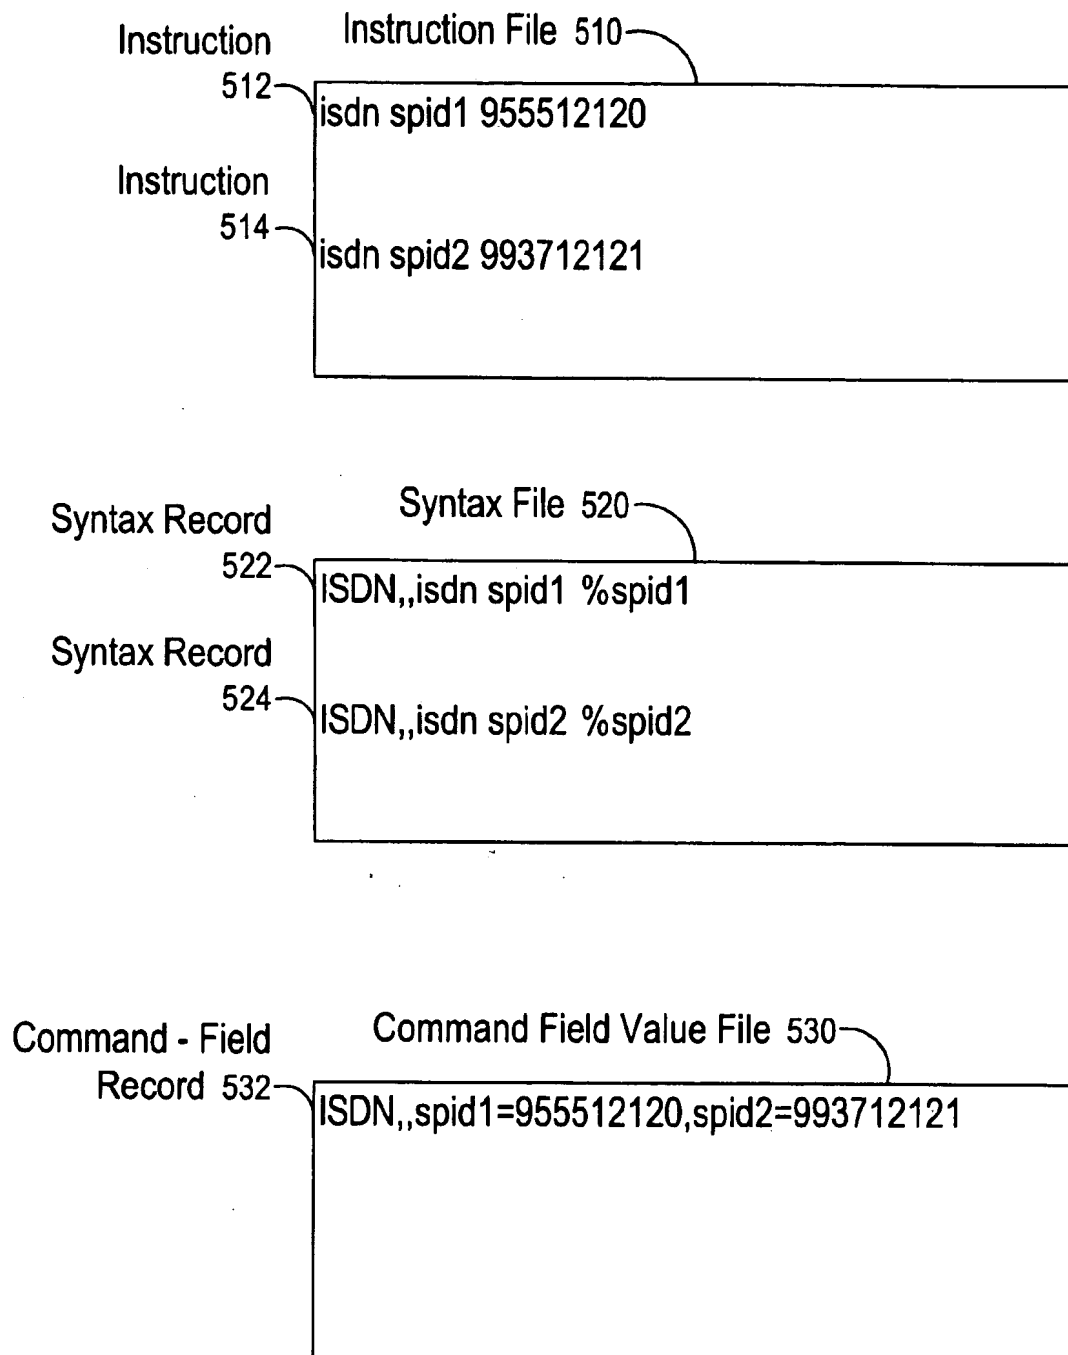 Instruction File 510
Instruction
512
isdn spid1 955512120
Instruction
514
isdn spid2 993712121
Syntax File 520
Syntax Record
522
ISDN,,isdn spid1 %spid1
Syntax Record
524
ISDN,,isdn spid2 %spid2
Command Field Value File 530
Command - Field
Record 532
ISDN,,spid1=955512120,spid2=993712121